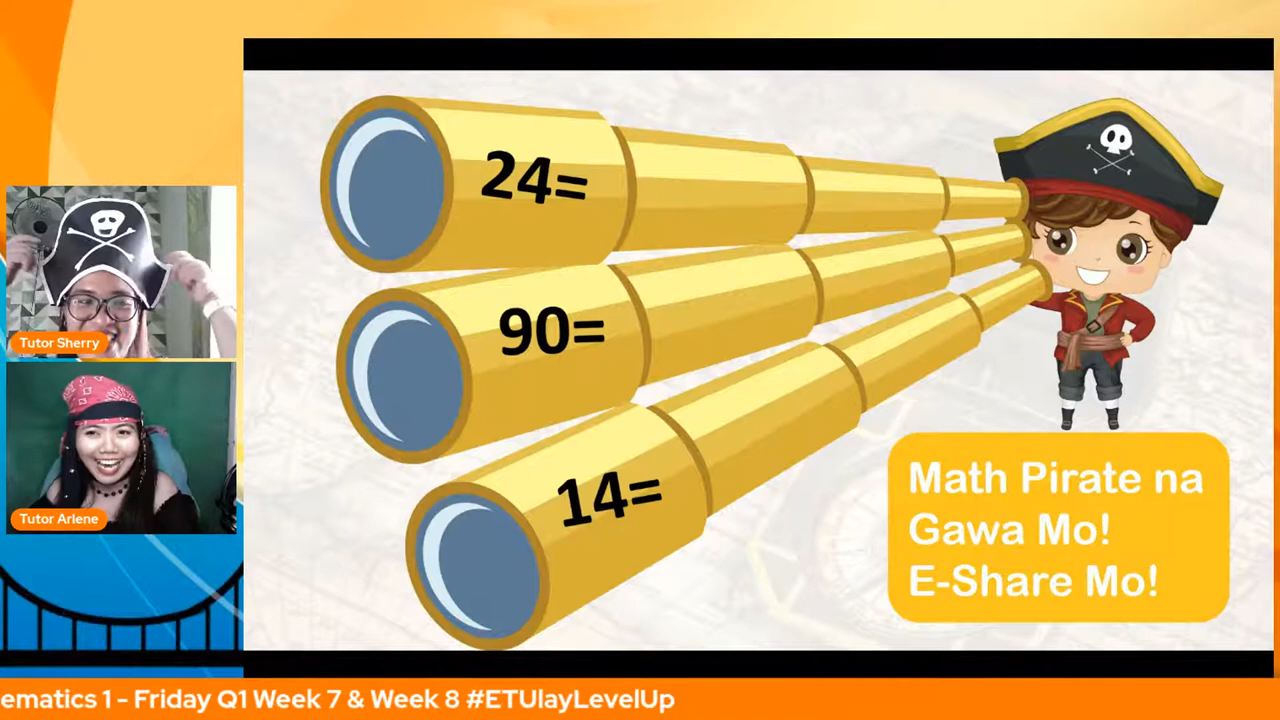 24=
90=
14=
Math Pirate na
Gawa Mo!
E-Share Mo!
Tutor Sherry
Tutor Arlene
ematics 1 - Friday Q1 Week 7 & Week 8 #ETUlayLevelUp